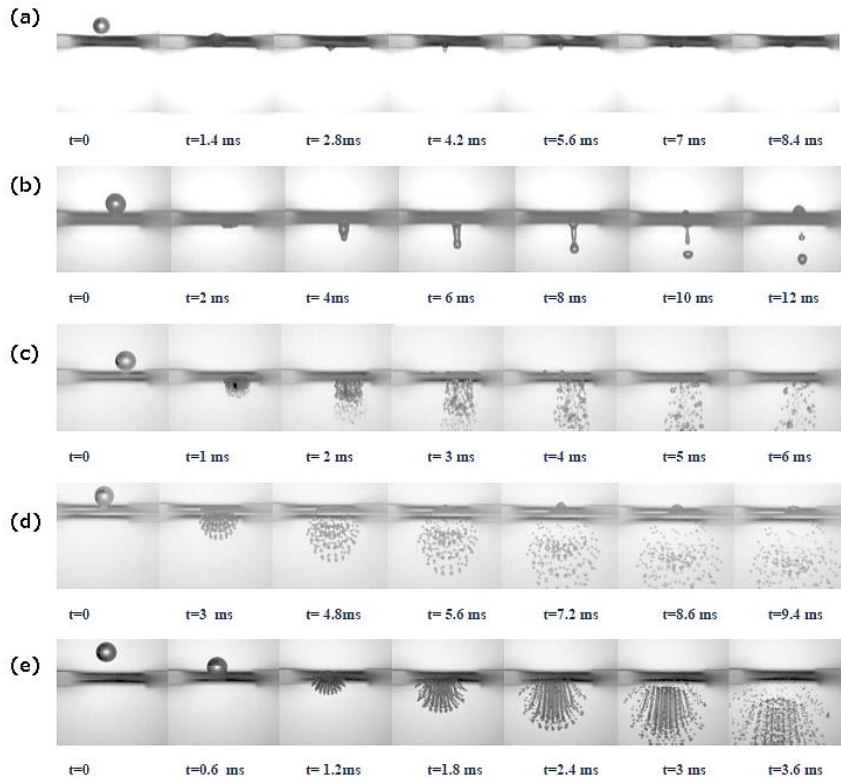 (a)
t=0 t=1.4 ms t= 2.8ms t= 4.2 ms t=5.6 ms t=7 ms t= 8.4 ms
(b)
t=0 t=2 ms t= 4ms t= 6 ms t=8 ms t=10 ms t=12 ms
(c)
t=0 t=1 ms t= 2 ms t= 3 ms t=4 ms t=5 ms t=6 ms
(d)
t=0 t=3 ms t= 4.8ms t= 5.6 ms t=7.2 ms t= 8.6 ms t=9.4 ms
(e)
t=0 t=0.6 ms t= 1.2ms t=1.8 ms t=2.4 ms t=3 ms t=3.6 ms